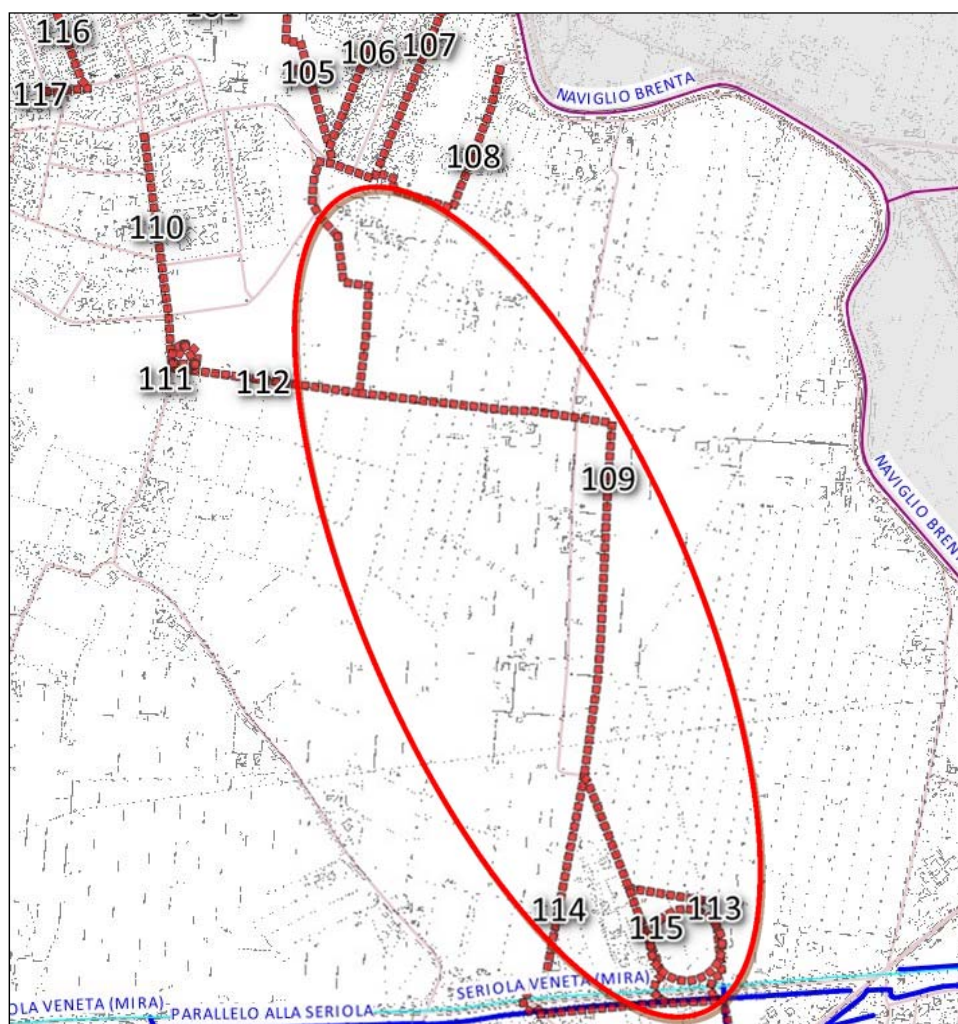 116
106
107
105
117
NAVIGLIO BRENTA
108
110
111
112
109
NAVIGLIO BREN
114
115
113
SERIOLA VENETA (MIRA)
OLA VENETA (MIRA)
PARALLELO ALLA SERIOLA